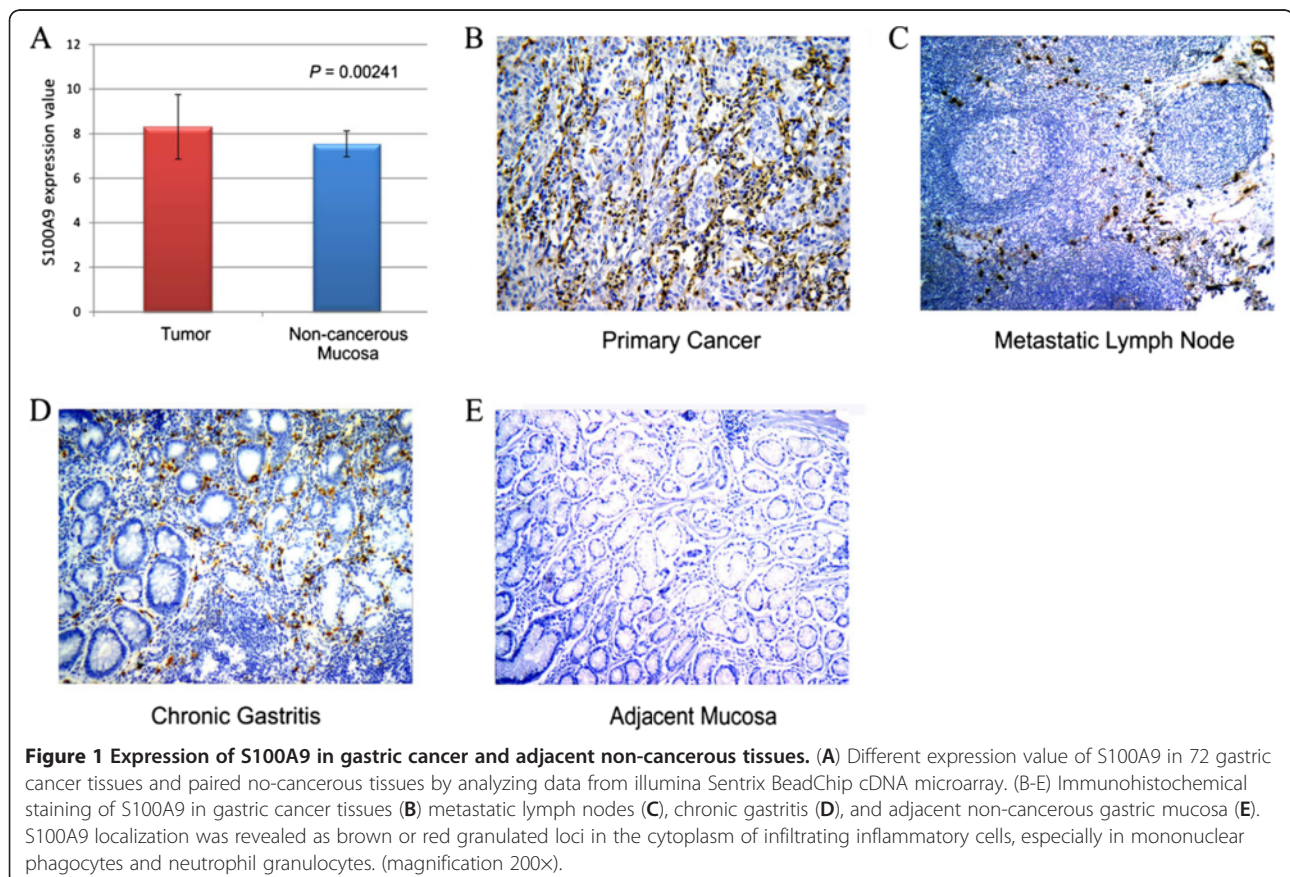 A
12
10
8
6
4
2
0
S100A9 expression value
P = 0.00241
Tumor
Non-cancerous
Mucosa
B
Primary Cancer
C
Metastatic Lymph Node
D
Chronic Gastritis
E
Adjacent Mucosa
Figure 1 Expression of S100A9 in gastric cancer and adjacent non-cancerous tissues. (A) Different expression value of S100A9 in 72 gastric
cancer tissues and paired no-cancerous tissues by analyzing data from illumina Sentrix BeadChip cDNA microarray. (B-E) Immunohistochemical
staining of S100A9 in gastric cancer tissues (B) metastatic lymph nodes (C), chronic gastritis (D), and adjacent non-cancerous gastric mucosa (E).
S100A9 localization was revealed as brown or red granulated loci in the cytoplasm of infiltrating inflammatory cells, especially in mononuclear
phagocytes and neutrophil granulocytes. (magnification 200×).